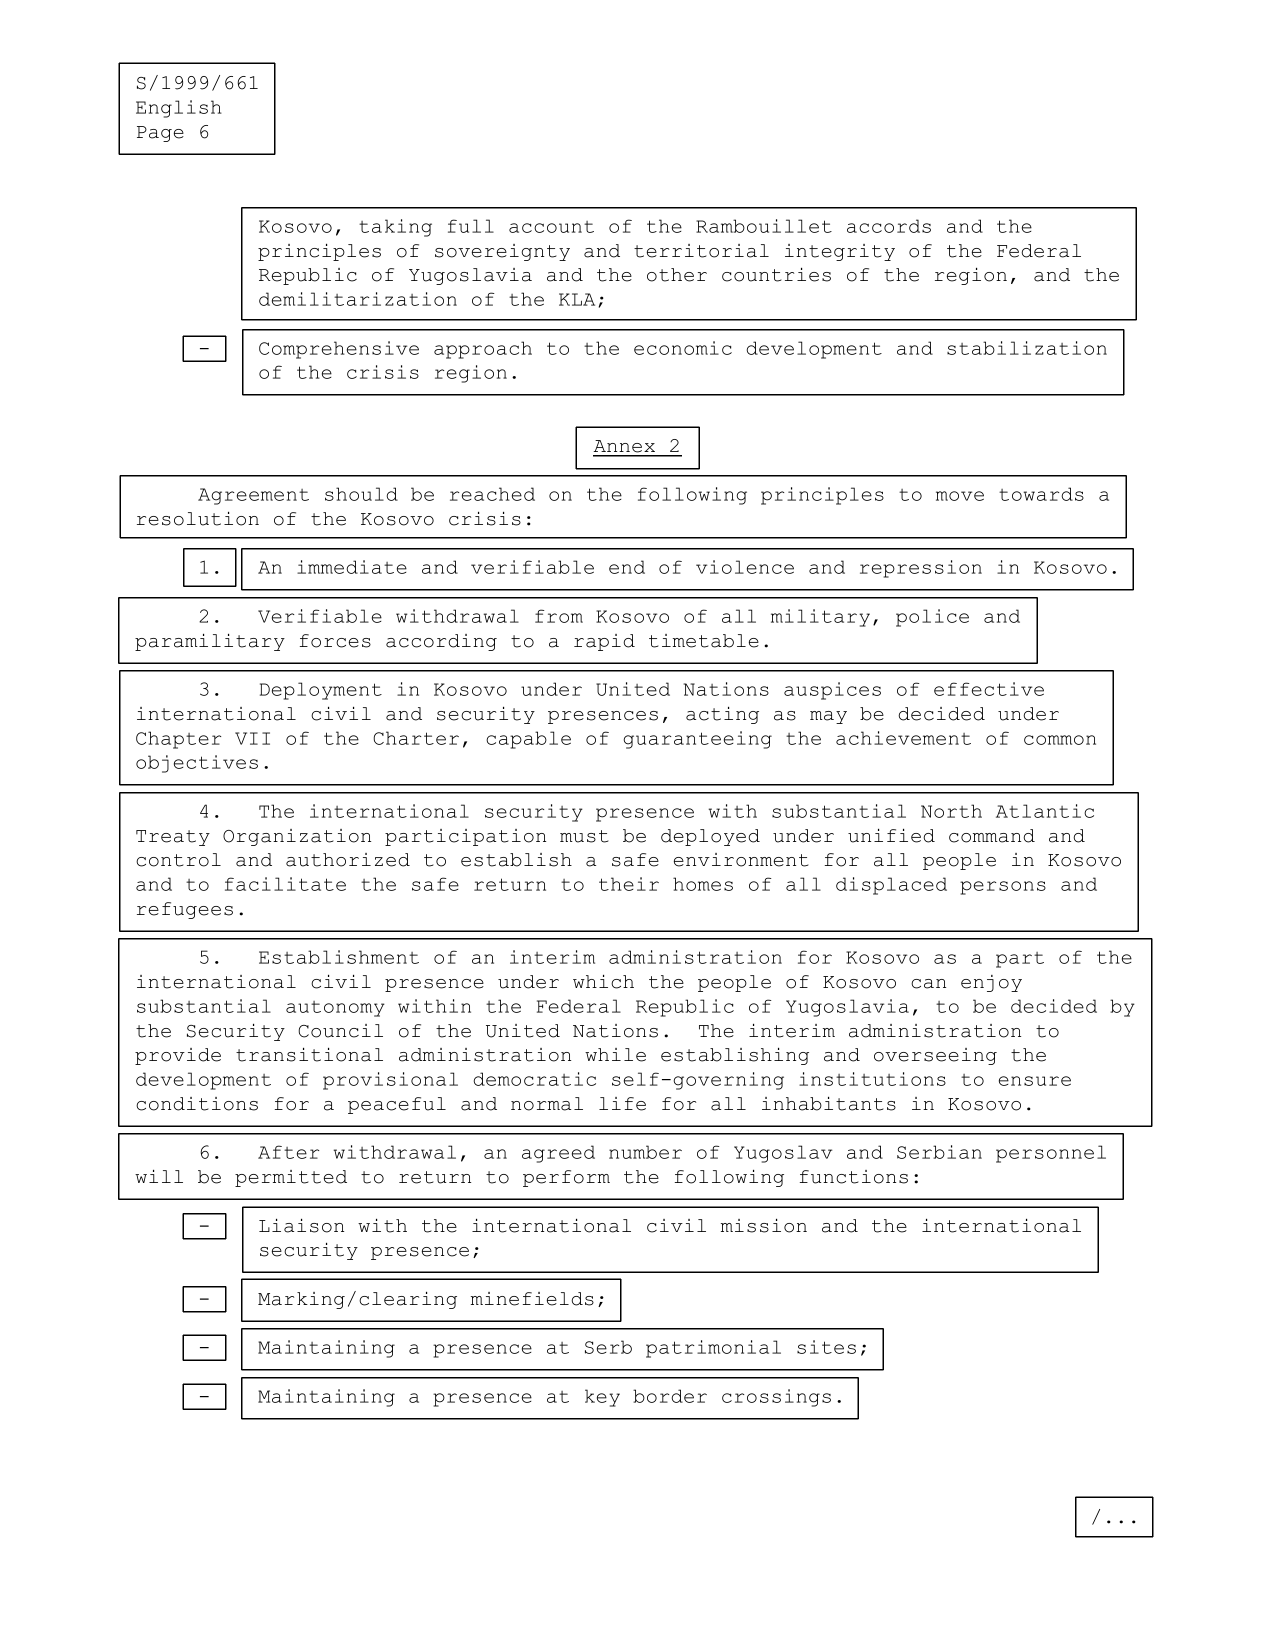 S/1999/661
English
Page 6
Kosovo, taking full account of the Rambouillet accords and the
principles of sovereignty and territorial integrity of the Federal
Republic of Yugoslavia and the other countries of the region, and the
demilitarization of the KLA;
- Comprehensive approach to the economic development and stabilization
of the crisis region.
Annex 2
Agreement should be reached on the following principles to move towards a
resolution of the Kosovo crisis:
1. An immediate and verifiable end of violence and repression in Kosovo.
2. Verifiable withdrawal from Kosovo of all military, police and
paramilitary forces according to a rapid timetable.
3. Deployment in Kosovo under United Nations auspices of effective
international civil and security presences, acting as may be decided under
Chapter VII of the Charter, capable of guaranteeing the achievement of common
objectives.
4. The international security presence with substantial North Atlantic
Treaty Organization participation must be deployed under unified command and
control and authorized to establish a safe environment for all people in Kosovo
and to facilitate the safe return to their homes of all displaced persons and
refugees.
5. Establishment of an interim administration for Kosovo as a part of the
international civil presence under which the people of Kosovo can enjoy
substantial autonomy within the Federal Republic of Yugoslavia, to be decided by
the Security Council of the United Nations. The interim administration to
provide transitional administration while establishing and overseeing the
development of provisional democratic self-governing institutions to ensure
conditions for a peaceful and normal life for all inhabitants in Kosovo.
6. After withdrawal, an agreed number of Yugoslav and Serbian personnel
will be permitted to return to perform the following functions:
- Liaison with the international civil mission and the international
security presence;
- Marking/clearing minefields;
- Maintaining a presence at Serb patrimonial sites;
- Maintaining a presence at key border crossings.
/...